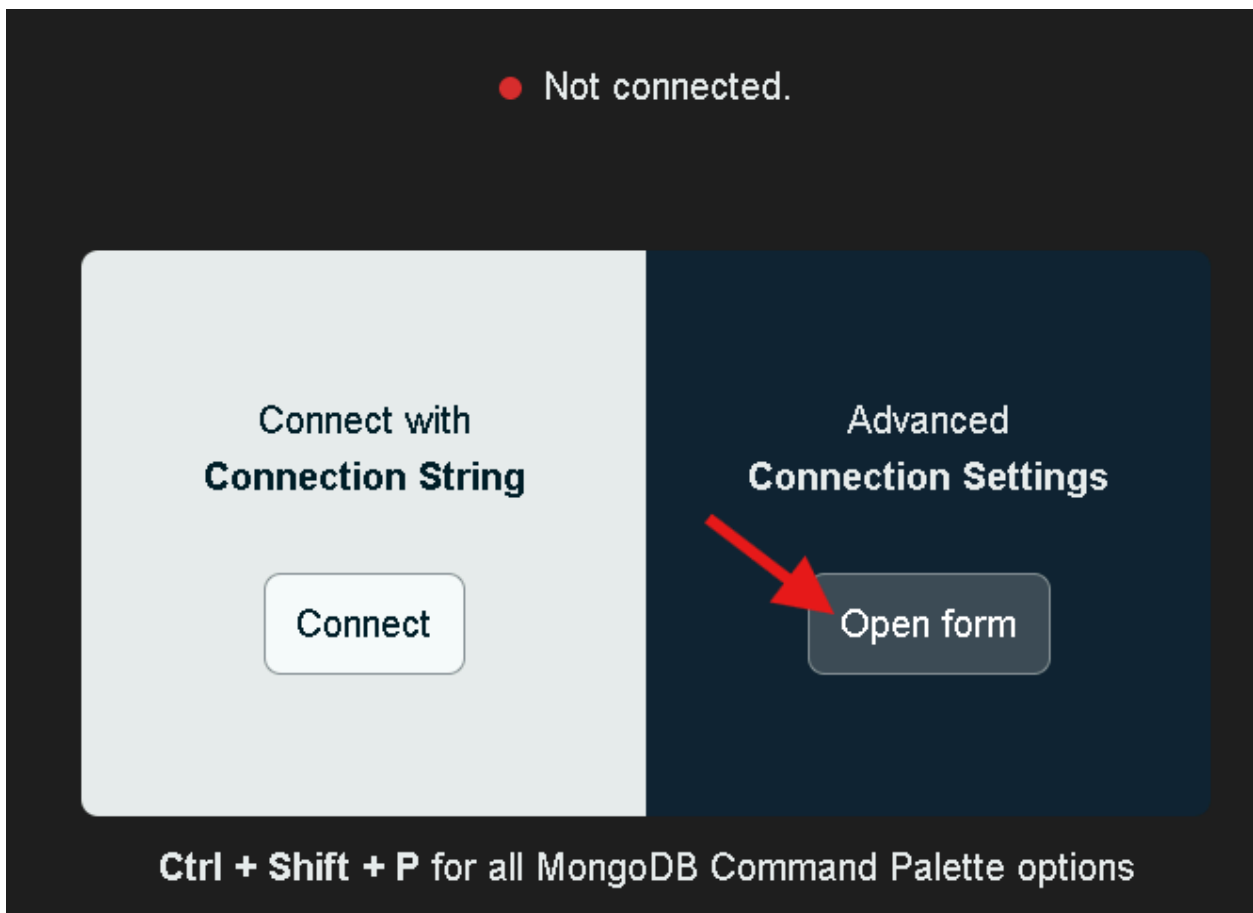 Not connected.
Connect with
Connection String
Connect
Advanced
Connection Settings
Open form
Ctrl + Shift + P for all MongoDB Command Palette options